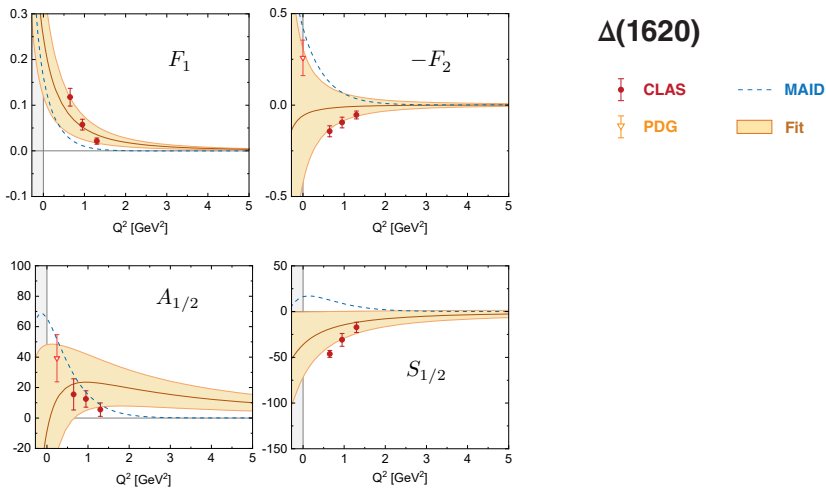 Δ(1620)
CLAS
MAID
PDG
Fit
F₁
0.3
0.2
0.1
0.0
-0.1
0 1 2 3 4 5
Q² [GeV²]
−F₂
0.5
0.0
-0.5
0 1 2 3 4 5
Q² [GeV²]
A₁/₂
100
80
60
40
20
0
-20
0 1 2 3 4 5
Q² [GeV²]
S₁/₂
50
0
-50
-100
-150
0 1 2 3 4 5
Q² [GeV²]